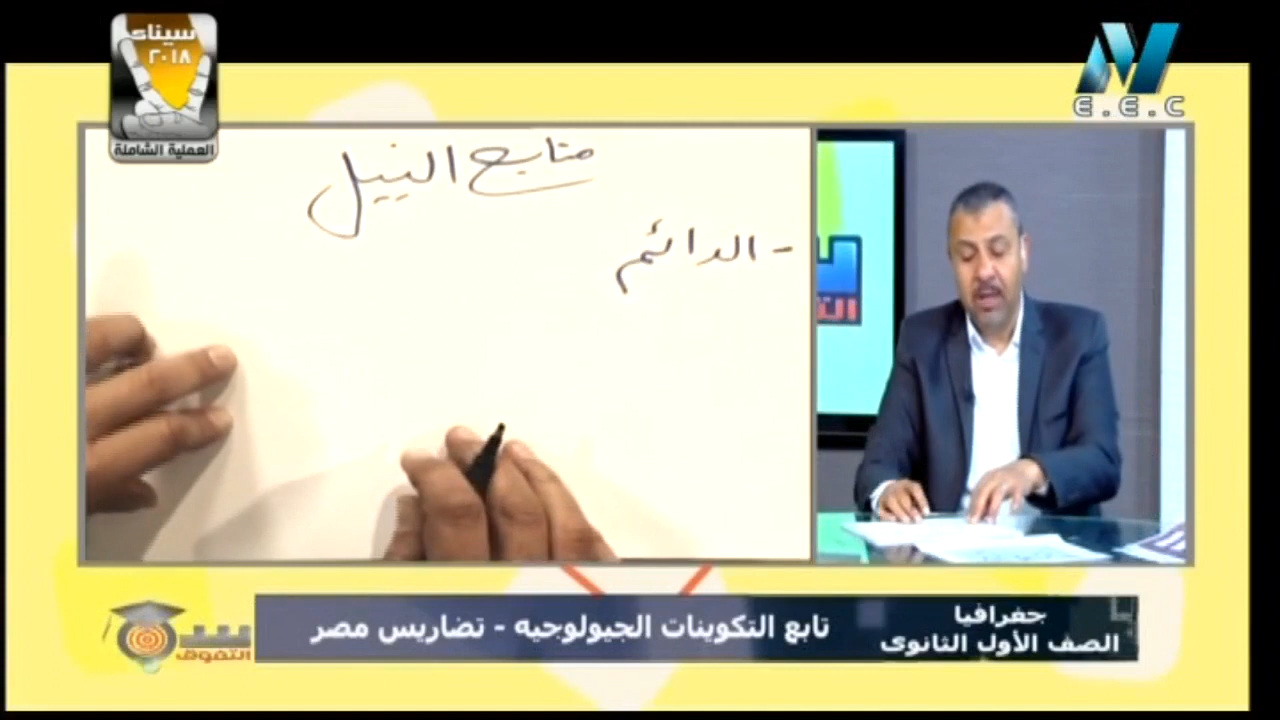 سيناء
٢٠١٨
العملية الشاملة
E.E.C
منابع النيل
- الدائم
جغرافيا
الصف الأول الثانوى
تابع التكوينات الجيولوجيه - تضاريس مصر
التفوق